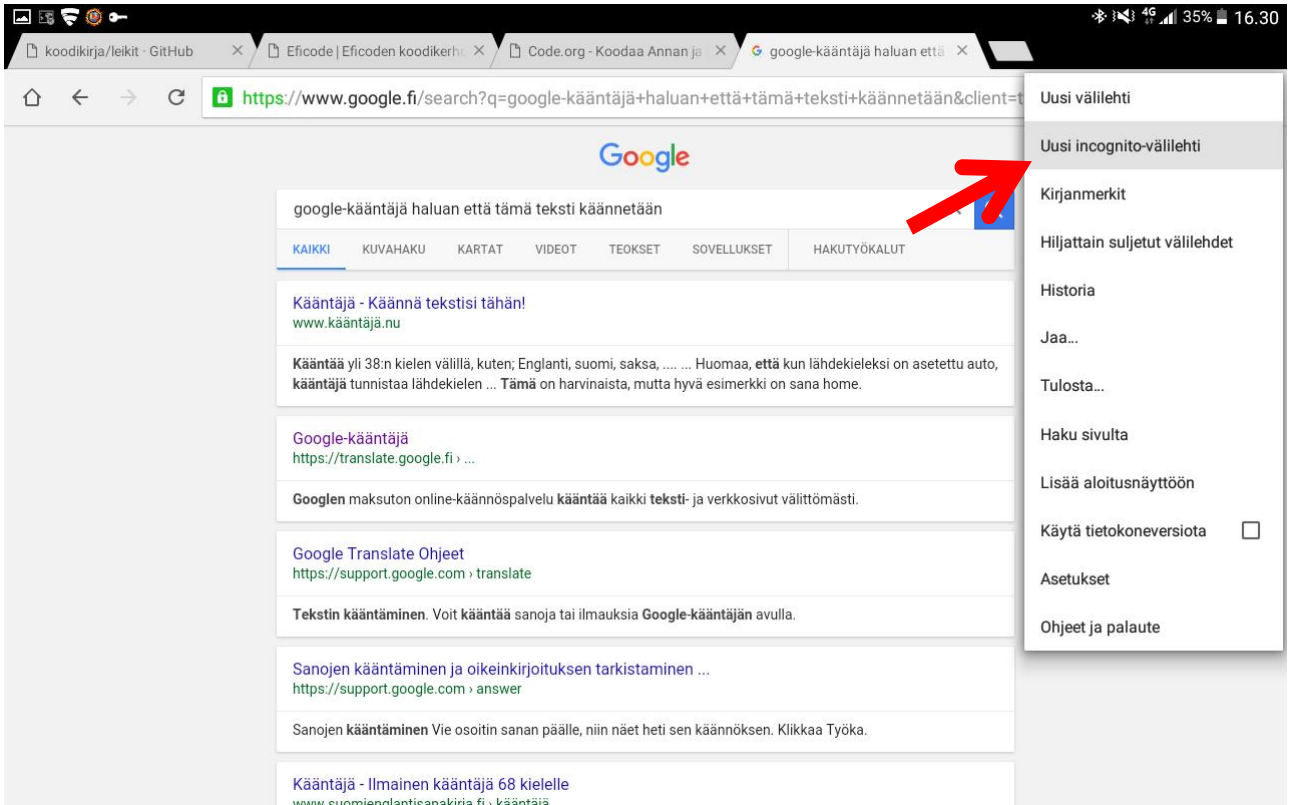 4G 35% 16.30
koodikirja/leikit · GitHub
Eficode | Eficoden koodikerho
Code.org - Koodaa Annan ja
google-kääntäjä haluan että
https://www.google.fi/search?q=google-kääntäjä+haluan+että+tämä+teksti+käännetään&client=t
Google
google-kääntäjä haluan että tämä teksti käännetään
KAIKKI KUVAHAKU KARTAT VIDEOT TEOKSET SOVELLUKSET HAKUTYÖKALUT
Kääntäjä - Käännä tekstisi tähän!
www.kääntäjä.nu
Kääntää yli 38:n kielen välillä, kuten; Englanti, suomi, saksa, .... ... Huomaa, että kun lähdekieleksi on asetettu auto,
kääntäjä tunnistaa lähdekielen ... Tämä on harvinaista, mutta hyvä esimerkki on sana home.
Google-kääntäjä
https://translate.google.fi › ...
Googlen maksuton online-käännöspalvelu kääntää kaikki teksti- ja verkkosivut välittömästi.
Google Translate Ohjeet
https://support.google.com › translate
Tekstin kääntäminen. Voit kääntää sanoja tai ilmauksia Google-kääntäjän avulla.
Sanojen kääntäminen ja oikeinkirjoituksen tarkistaminen ...
https://support.google.com › answer
Sanojen kääntäminen Vie osoitin sanan päälle, niin näet heti sen käännöksen. Klikkaa Työka.
Kääntäjä - Ilmainen kääntäjä 68 kielelle
www.suomienglantisanakirja.fi › kääntäjä
Uusi välilehti
Uusi incognito-välilehti
Kirjanmerkit
Hiljattain suljetut välilehdet
Historia
Jaa...
Tulosta...
Haku sivulta
Lisää aloitusnäyttöön
Käytä tietokoneversiota
Asetukset
Ohjeet ja palaute